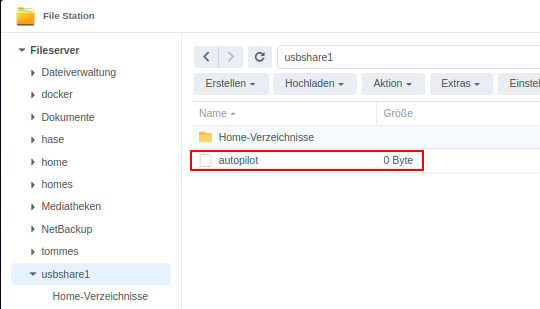 File Station
Fileserver
Dateiverwaltung
docker
Dokumente
hase
home
homes
Mediatheken
NetBackup
tommes
usbshare1
Home-Verzeichnisse
usbshare1
Erstellen Hochladen Aktion Extras Einstel
Name Größe
Home-Verzeichnisse
autopilot 0 Byte